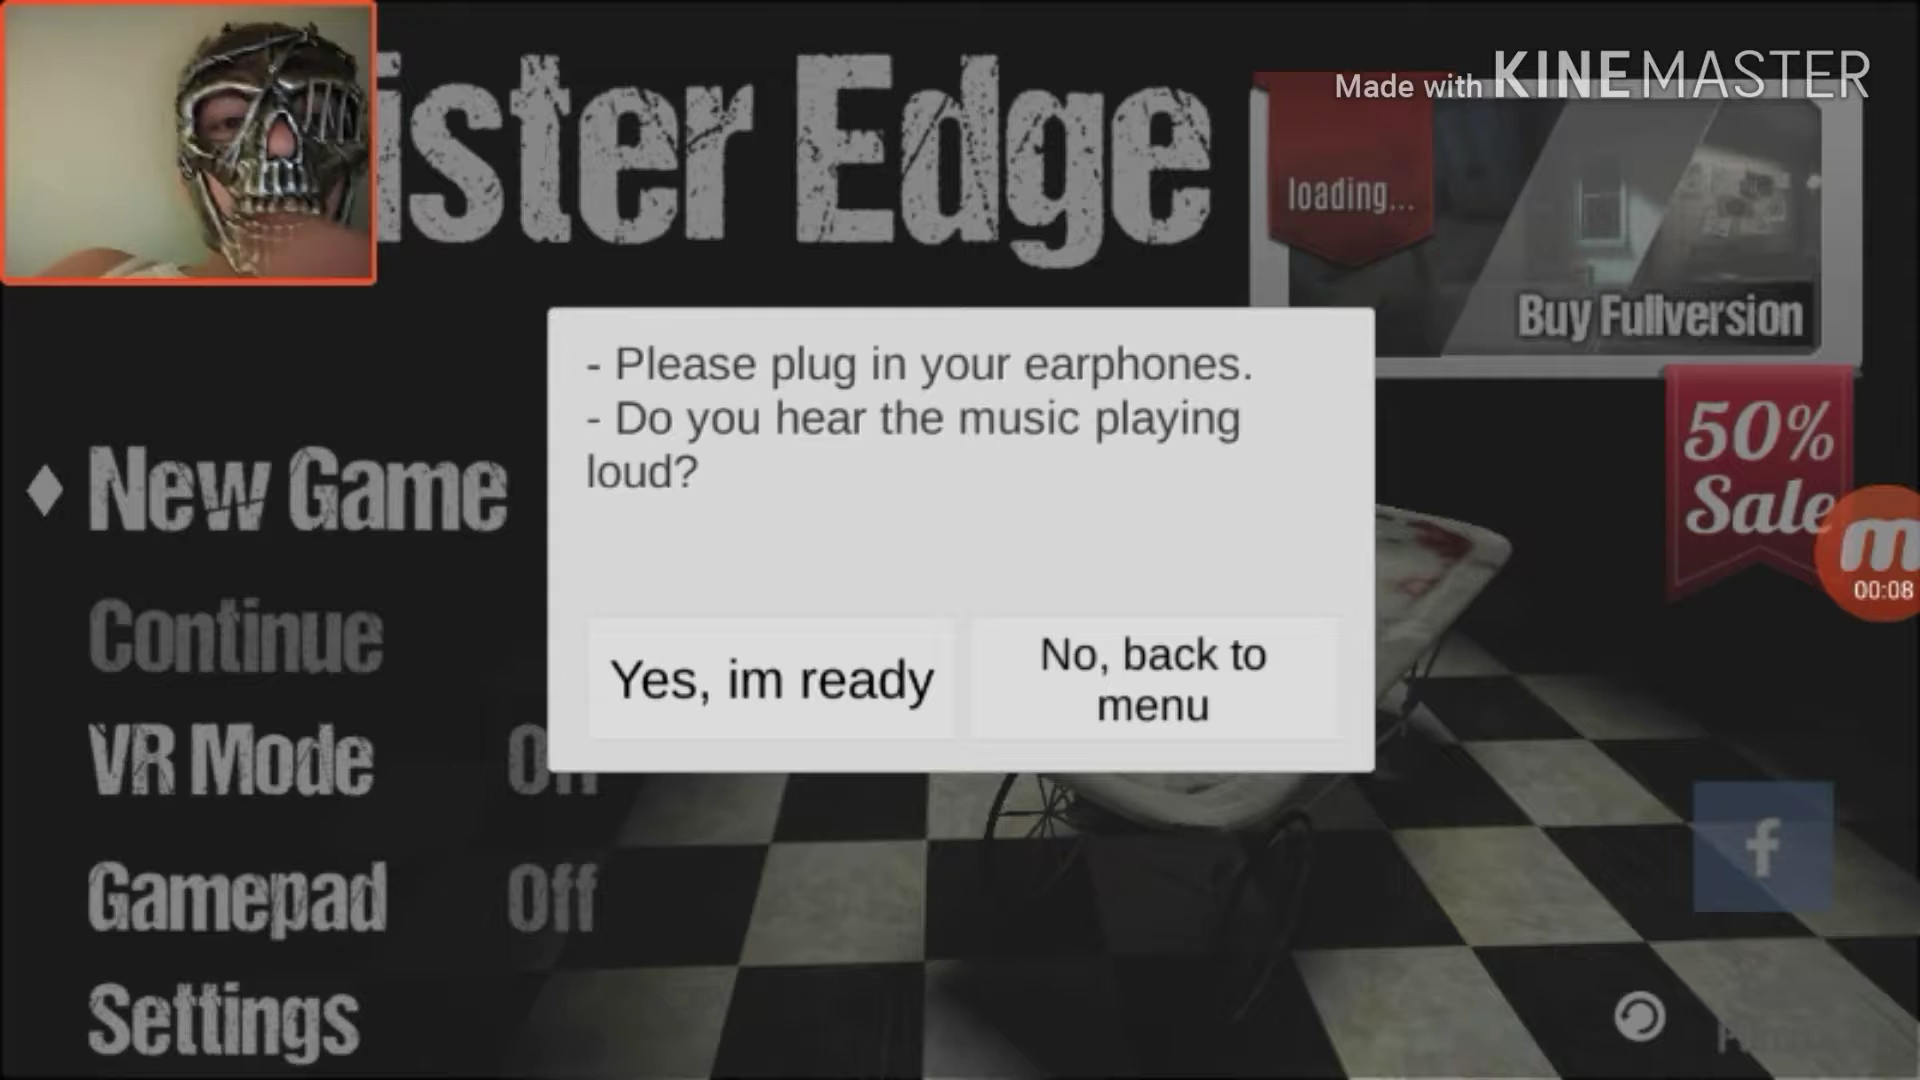 ister Edge
Made with KINEMASTER
loading...
Buy Fullversion
- Please plug in your earphones.
- Do you hear the music playing
loud?
Yes, im ready
No, back to
menu
New Game
Continue
VR Mode Off
Gamepad Off
Settings
50%
Sale
m
00:08
f